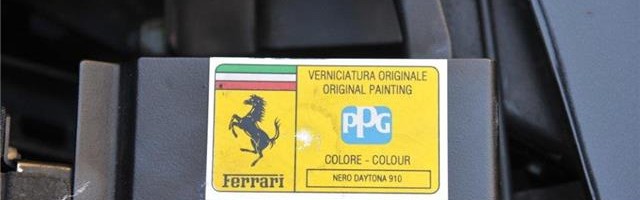 VERNICIATURA ORIGINALE
ORIGINAL PAINTING
PPG
COLORE - COLOUR
NERO DAYTONA 910
Ferrari